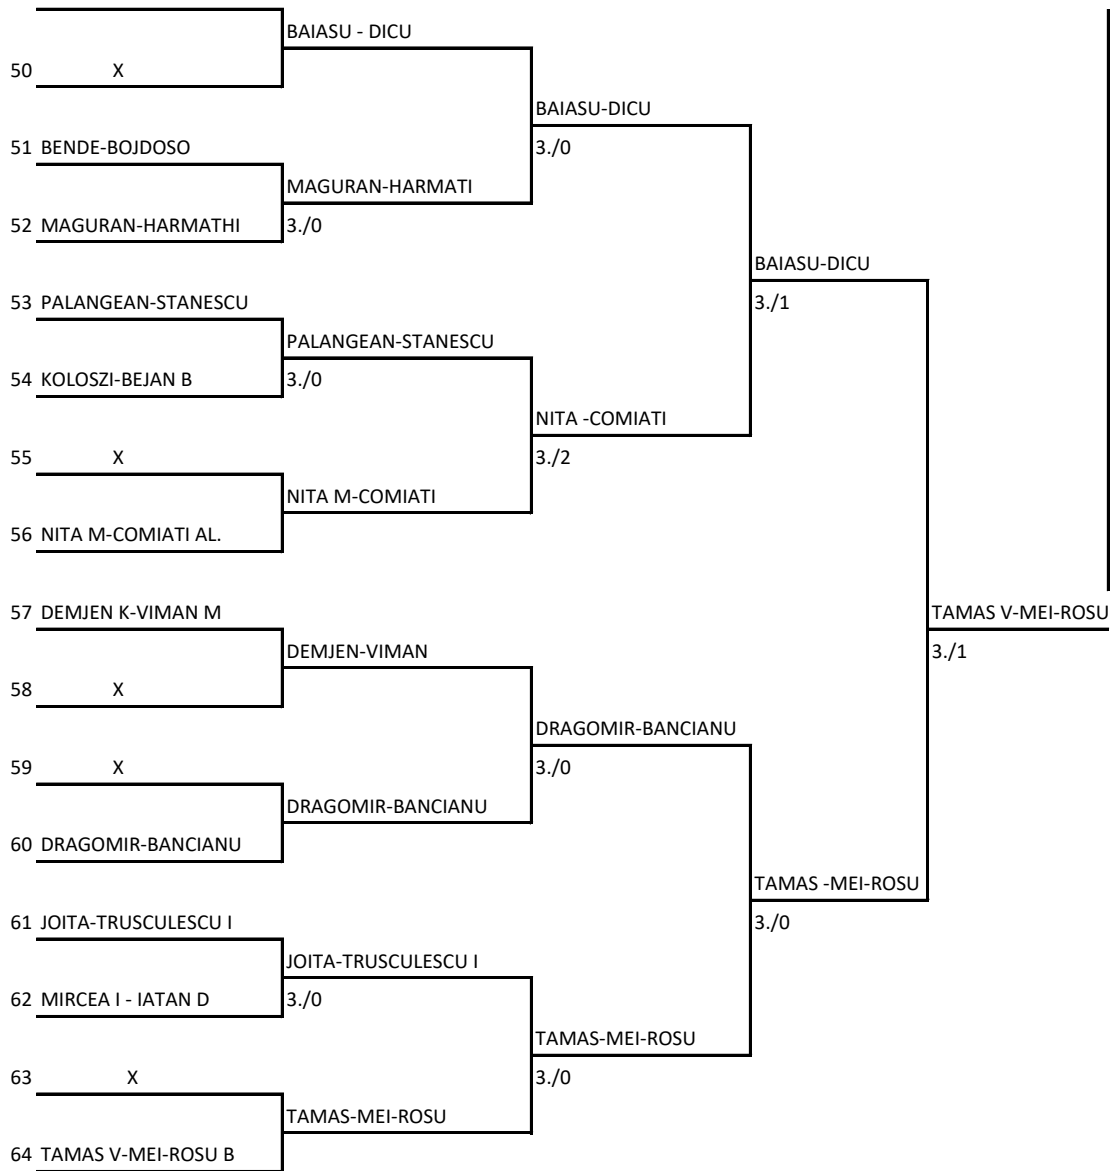 BAIASU - DICU
50 X
BAIASU-DICU
51 BENDE-BOJDOSO 3./0
MAGURAN-HARMATI
52 MAGURAN-HARMATHI 3./0
BAIASU-DICU
53 PALANGEAN-STANESCU 3./1
PALANGEAN-STANESCU
54 KOLOSZI-BEJAN B 3./0
NITA -COMIATI
55 X 3./2
NITA M-COMIATI
56 NITA M-COMIATI AL.
57 DEMJEN K-VIMAN M TAMAS V-MEI-ROSU
DEMJEN-VIMAN 3./1
58 X
DRAGOMIR-BANCIANU
59 X 3./0
DRAGOMIR-BANCIANU
60 DRAGOMIR-BANCIANU
TAMAS -MEI-ROSU
61 JOITA-TRUSCULESCU I 3./0
JOITA-TRUSCULESCU I
62 MIRCEA I - IATAN D 3./0
TAMAS-MEI-ROSU
63 X 3./0
TAMAS-MEI-ROSU
64 TAMAS V-MEI-ROSU B